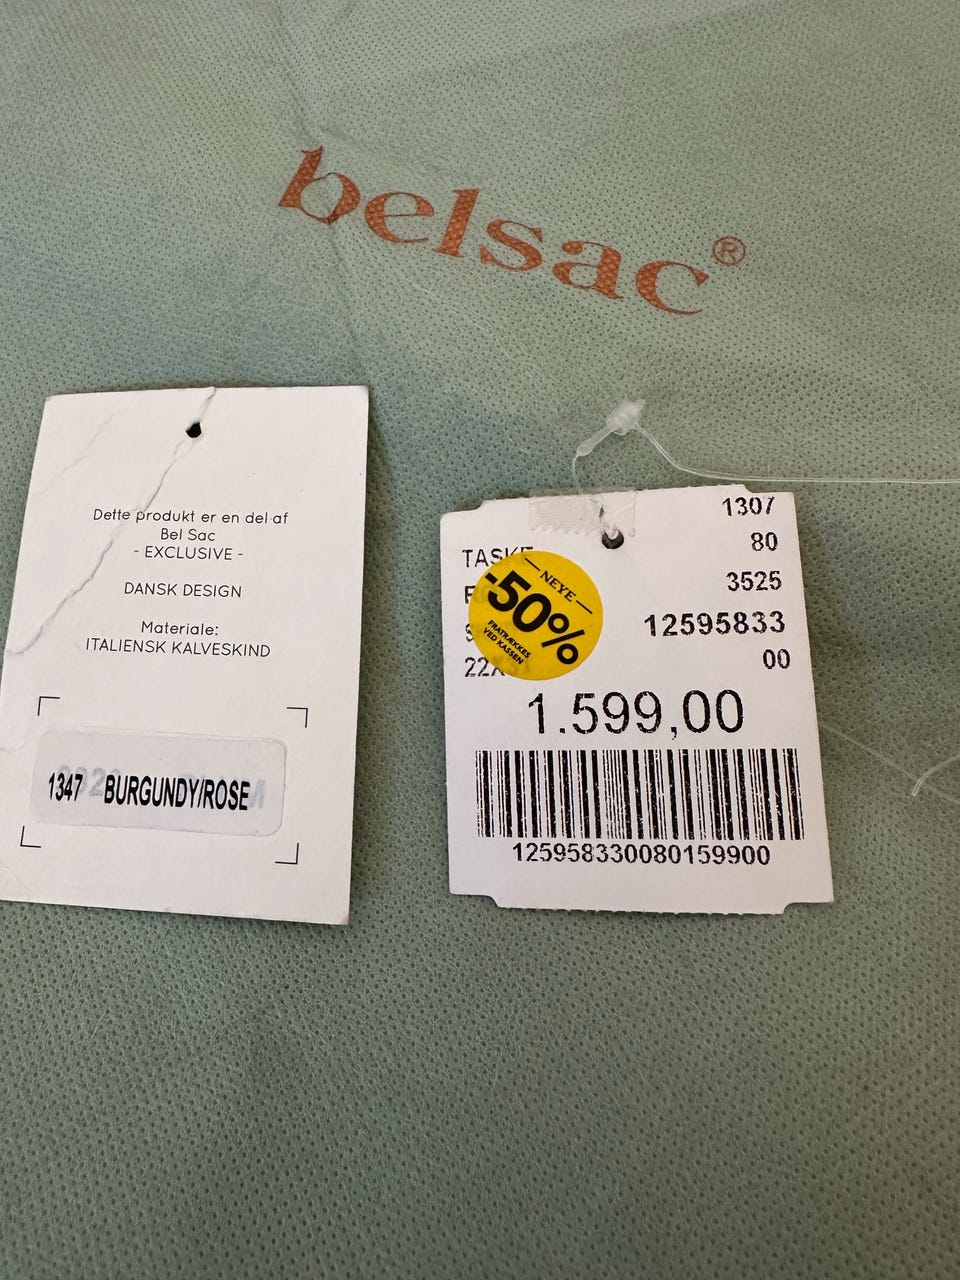 belsac®
Dette produkt er en del af
Bel Sac
- EXCLUSIVE -
DANSK DESIGN
Materiale:
ITALIENSK KALVESKIND
1347 BURGUNDY/ROSE
1307
TASKE 80
3525
12595833
00
NEYE
-50%
FRATRÆKKES
VED KASSEN
1.599,00
125958330080159900